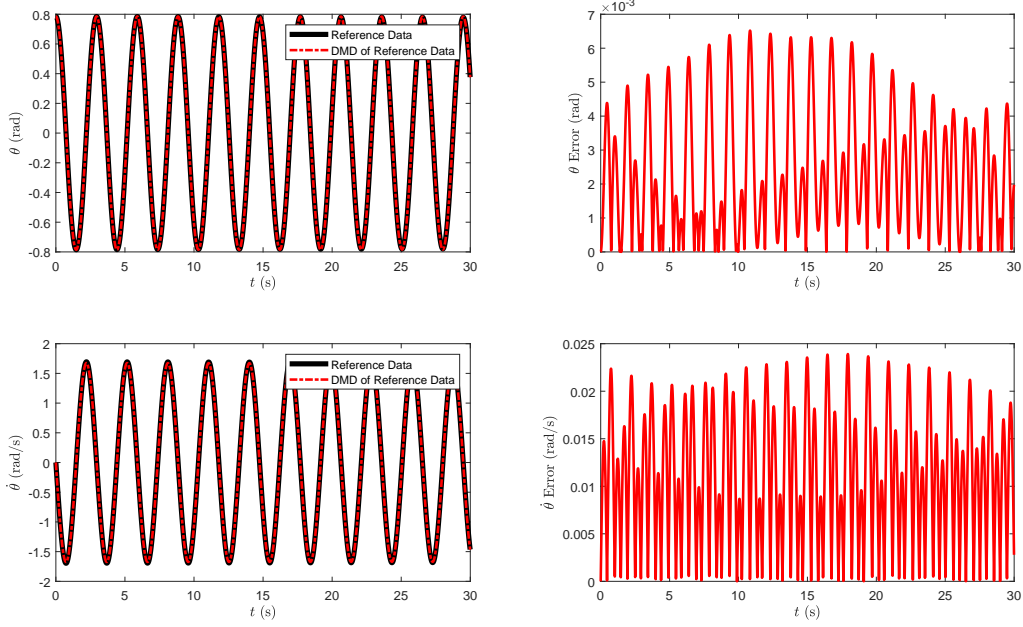 0.8
0.6
0.4
0.2
0
-0.2
-0.4
-0.6
-0.8
θ (rad)
Reference Data
DMD of Reference Data
0 5 10 15 20 25 30
t (s)
×10⁻³
7
6
5
4
3
2
1
0
θ Error (rad)
0 5 10 15 20 25 30
t (s)
2
1.5
1
0.5
0
-0.5
-1
-1.5
-2
θ̇ (rad/s)
Reference Data
DMD of Reference Data
0 5 10 15 20 25 30
t (s)
0.025
0.02
0.015
0.01
0.005
0
θ̇ Error (rad/s)
0 5 10 15 20 25 30
t (s)